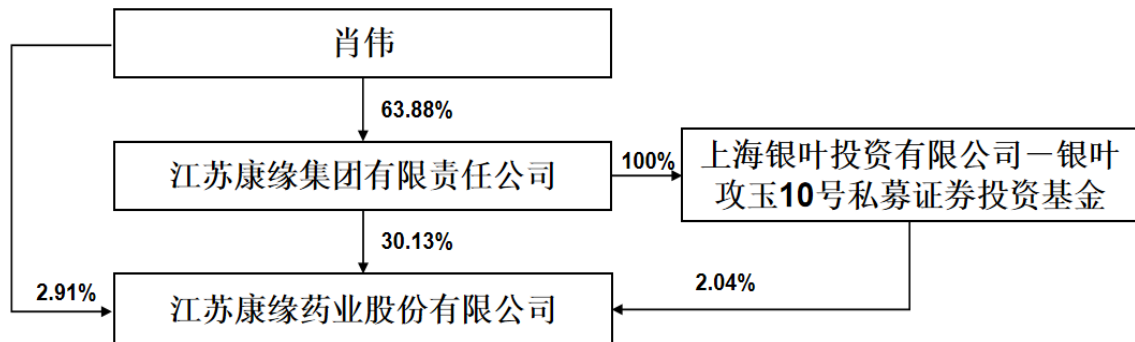 肖伟
63.88%
江苏康缘集团有限责任公司
100%
上海银叶投资有限公司－银叶
攻玉10号私募证券投资基金
30.13%
2.91%
江苏康缘药业股份有限公司
2.04%